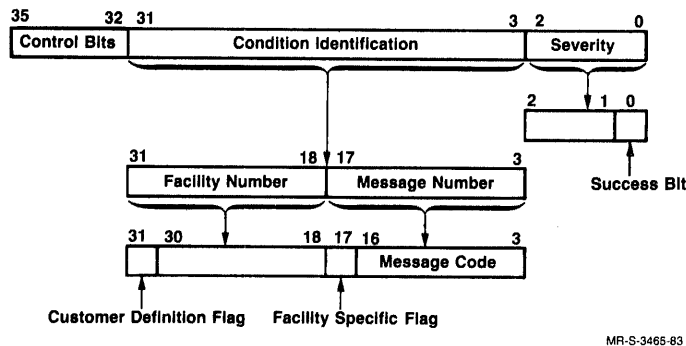 35 32 31 3 2 0
Control Bits Condition Identification Severity
2 1 0
31 18 17 3
Facility Number Message Number
Success Bit
31 30 18 17 16 3
Message Code
Customer Definition Flag Facility Specific Flag
MR-S-3465-83